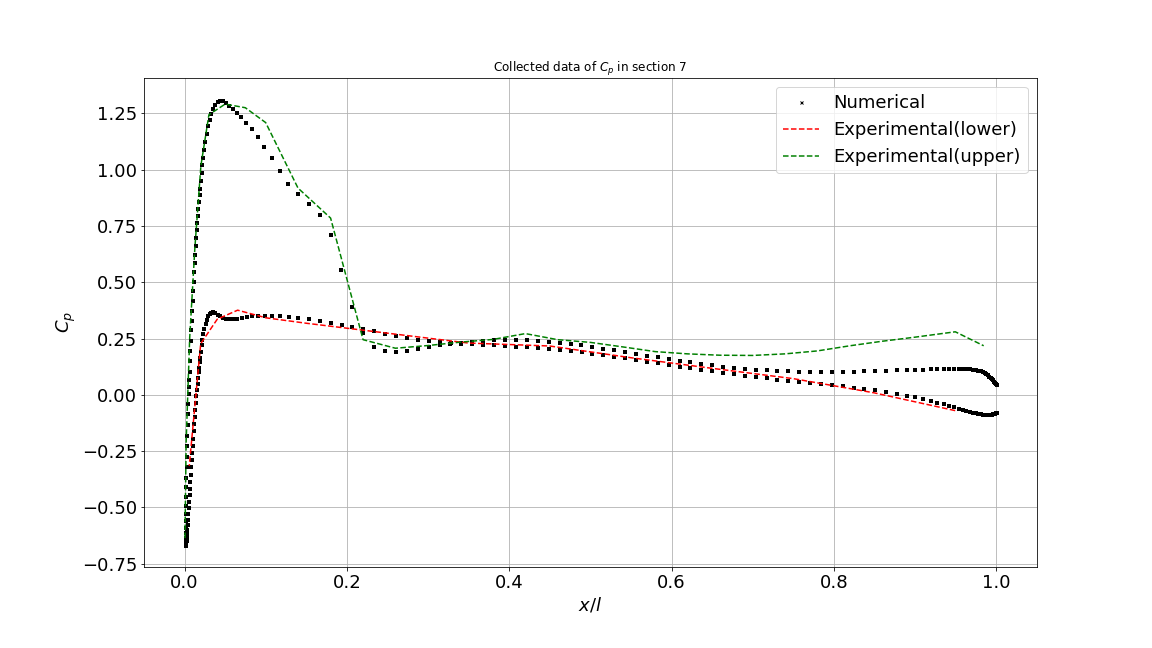 Collected data of Cp in section 7
Numerical
Experimental(lower)
Experimental(upper)
Cp
1.25
1.00
0.75
0.50
0.25
0.00
−0.25
−0.50
−0.75
0.0 0.2 0.4 0.6 0.8 1.0
x/l